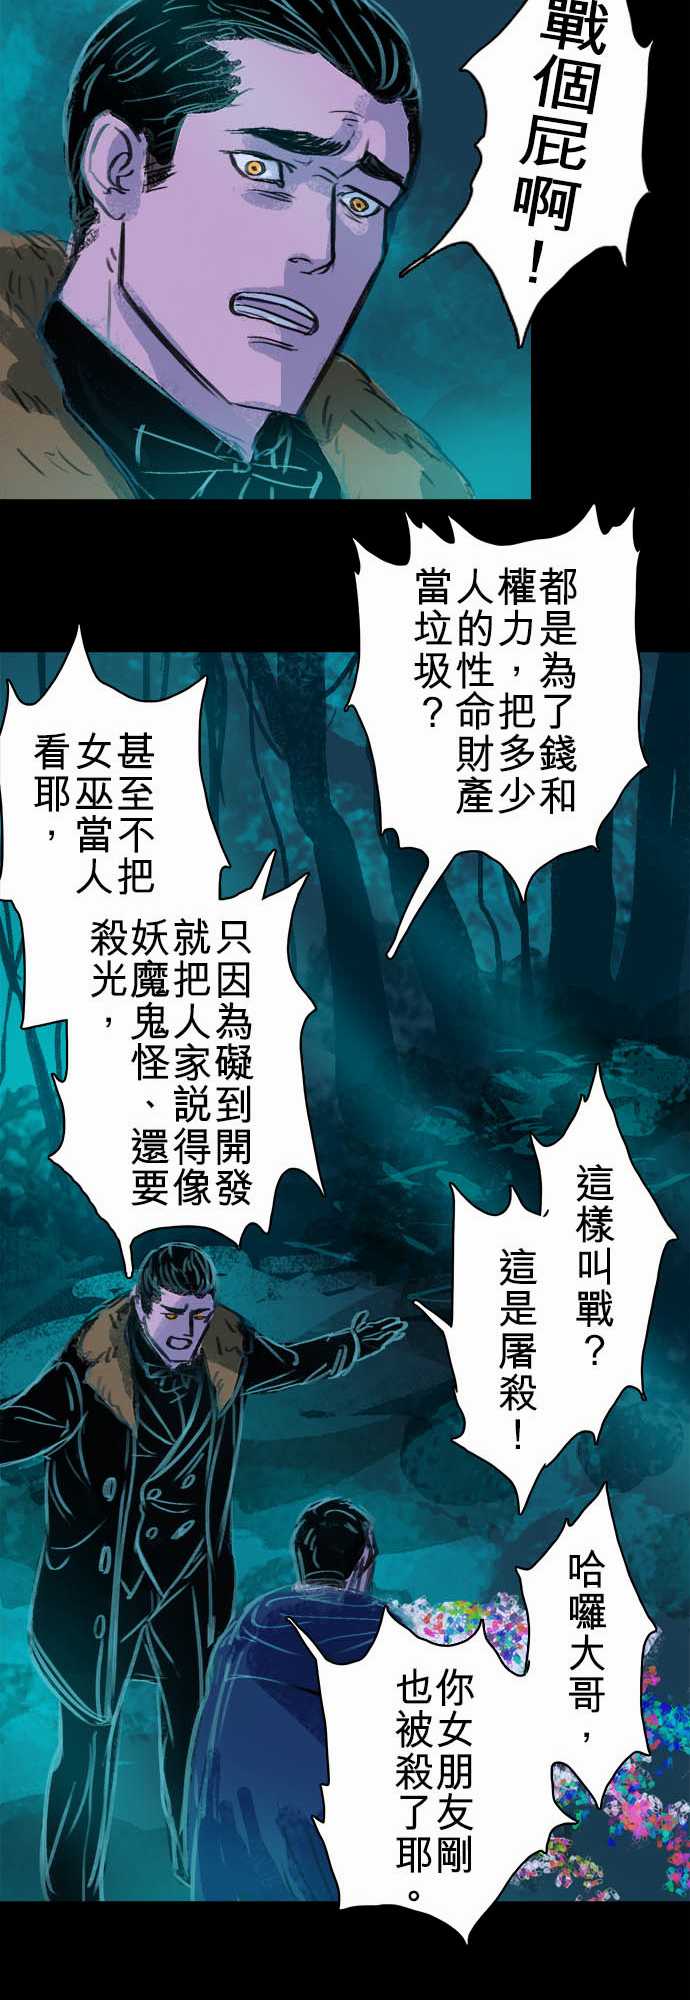 戰個屁啊！
都是為了錢和
權力，把多少
人的性命財產
當垃圾？
甚至不把
女巫當人
看耶，
只因為礙到開發
就把人家說得像
妖魔鬼怪、還要
殺光，
這樣叫戰？
這是屠殺！
哈囉大哥，
你女朋友剛
也被殺了耶。